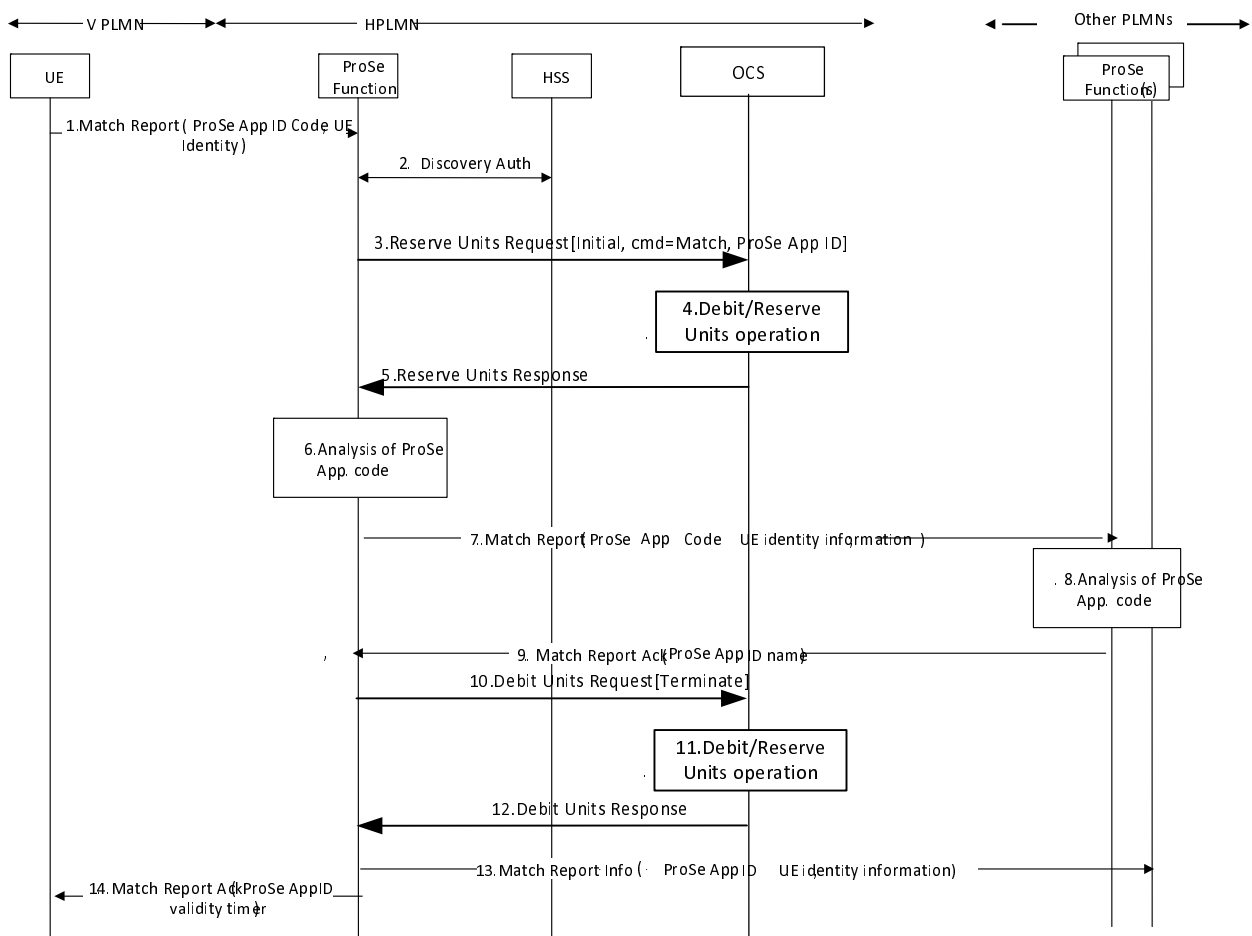 V PLMN
HPLMN
Other PLMNs
UE
ProSe
Function
HSS
OCS
ProSe
Function(s)
1.Match Report ( ProSe App ID Code, UE
Identity )
2. Discovery Auth
3.Reserve Units Request[Initial, cmd=Match, ProSe App ID]
4.Debit/Reserve
Units operation
5.Reserve Units Response
6.Analysis of ProSe
App. code
7.Match Report (ProSe App Code, UE identity information )
8.Analysis of ProSe
App. code
9. Match Report Ack (ProSe App ID name)
10.Debit Units Request[Terminate]
11.Debit/Reserve
Units operation
12.Debit Units Response
13.Match Report Info ( ProSe App ID, UE identity information)
14.Match Report Ack (ProSe App ID,
validity timer)